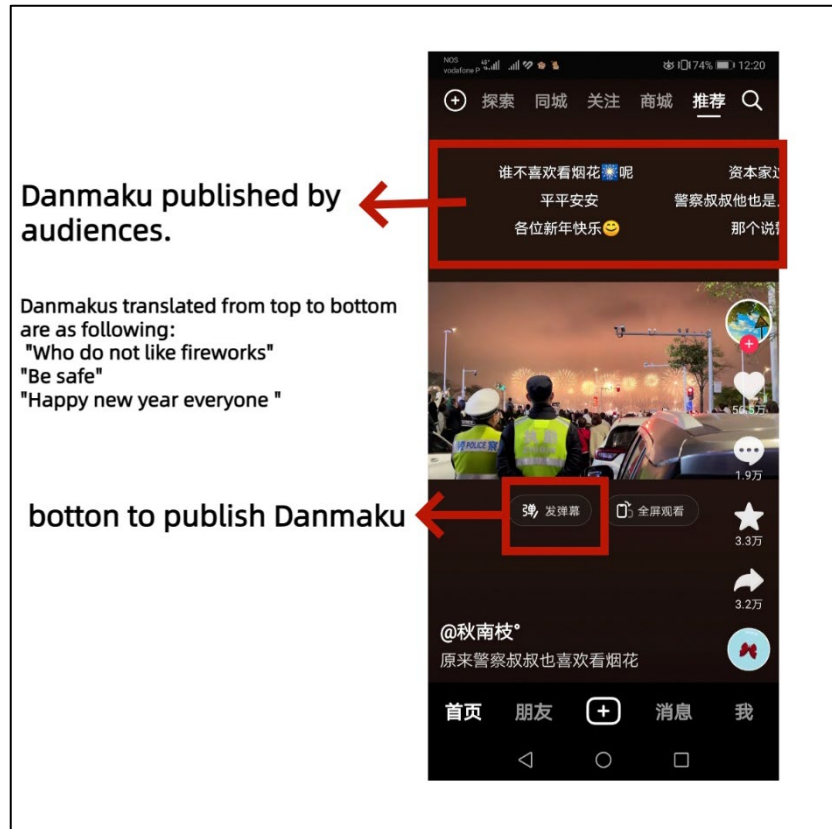 NOS
vodafone P
74%
12:20
探索 同城 关注 商城 推荐
谁不喜欢看烟花🎆呢
资本家
平平安安
警察叔叔他也是
各位新年快乐😊
那个说
Danmaku published by
audiences.
Danmakus translated from top to bottom
are as following:
"Who do not like fireworks"
"Be safe"
"Happy new year everyone "
POLICE
1.9万
botton to publish Danmaku
弹 发弹幕
全屏观看
3.3万
3.2万
@秋南枝°
原来警察叔叔也喜欢看烟花
首页 朋友 消息 我